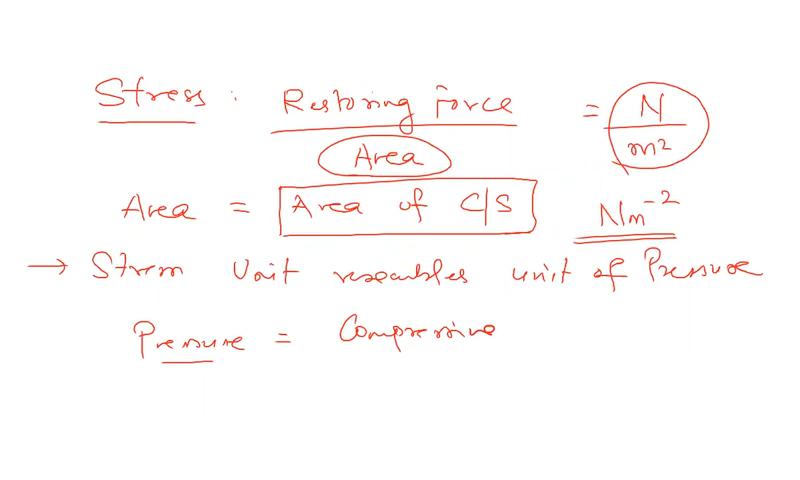 Stress : Restoring Force = N
Area m²
Area = Area of C/S Nm⁻²
→ Stress Unit resembles unit of Pressure
Pressure = Compressive